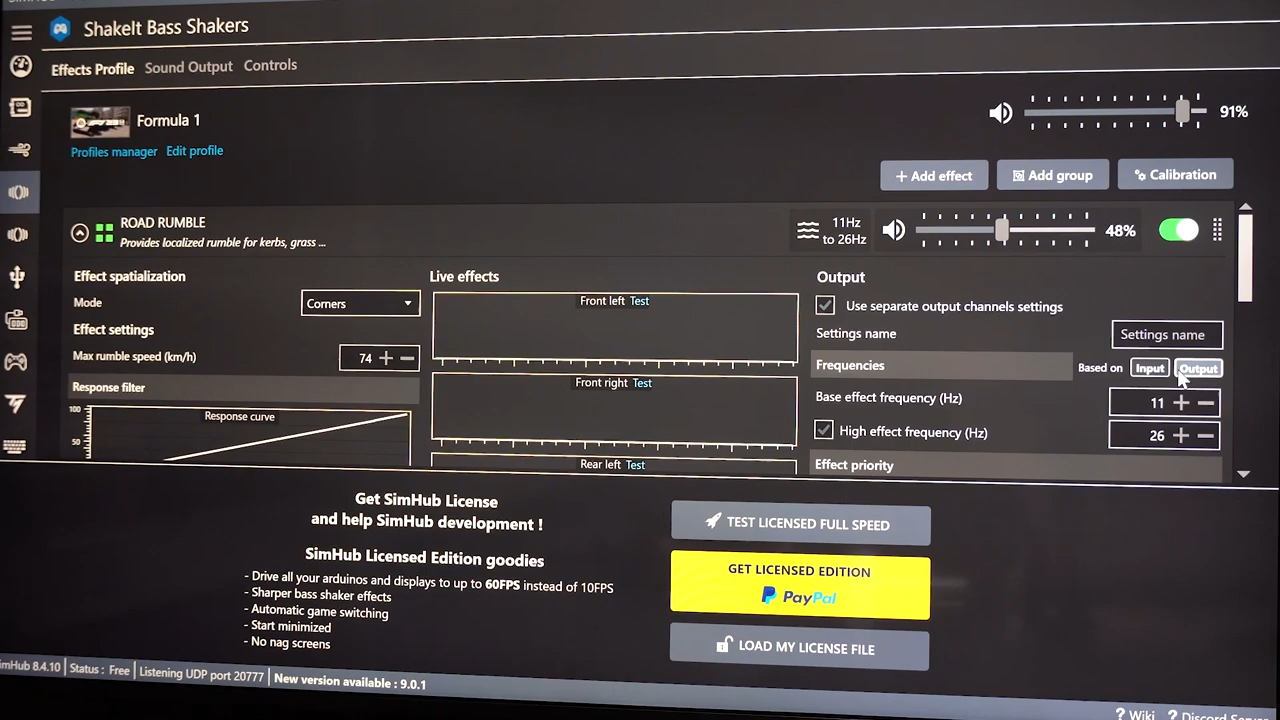 ShakeIt Bass Shakers
Effects Profile Sound Output Controls
Formula 1
91%
Profiles manager Edit profile
+ Add effect Add group Calibration
ROAD RUMBLE
Provides localized rumble for kerbs, grass ...
11Hz
to 26Hz
48%
Effect spatialization
Mode Corners
Effect settings
Max rumble speed (km/h) 74
Response filter
Response curve
100
50
Live effects
Front left Test
Front right Test
Rear left Test
Output
Use separate output channels settings
Settings name Settings name
Frequencies Based on Input Output
Base effect frequency (Hz) 11
High effect frequency (Hz) 26
Effect priority
Get SimHub License
and help SimHub development !
SimHub Licensed Edition goodies
- Drive all your arduinos and displays to up to 60FPS instead of 10FPS
- Sharper bass shaker effects
- Automatic game switching
- Start minimized
- No nag screens
TEST LICENSED FULL SPEED
GET LICENSED EDITION
PayPal
LOAD MY LICENSE FILE
imHub 8.4.10 Status : Free Listening UDP port 20777 New version available : 9.0.1
? Wiki ? Discord Server